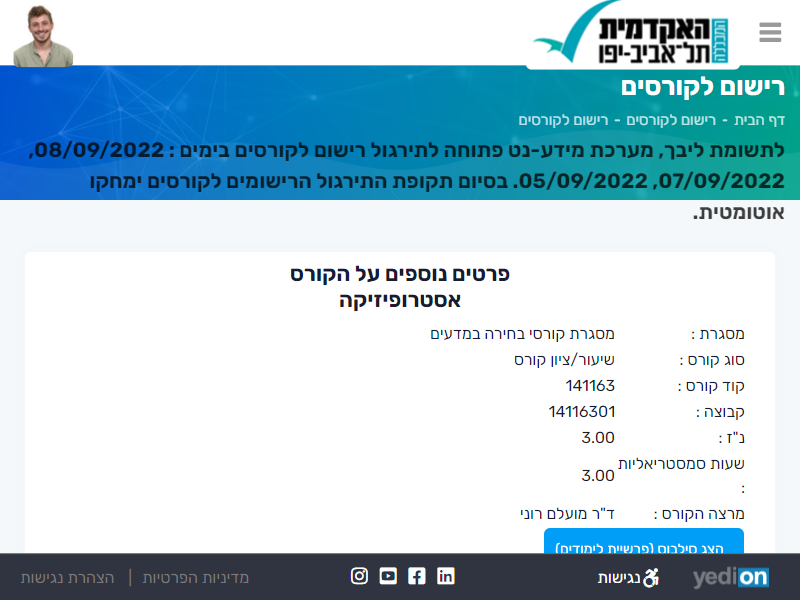 המכללה
האקדמית
תל־אביב-יפו
רישום לקורסים
דף הבית - רישום לקורסים - רישום לקורסים
לתשומת ליבך, מערכת מידע-נט פתוחה לתירגול רישום לקורסים בימים : 08/09/2022,
07/09/2022, 05/09/2022. בסיום תקופת התירגול הרישומים לקורסים ימחקו
אוטומטית.
פרטים נוספים על הקורס
אסטרופיזיקה
מסגרת : מסגרת קורסי בחירה במדעים
סוג קורס : שיעור/ציון קורס
קוד קורס : 141163
קבוצה : 14116301
נ"ז : 3.00
שעות סמסטריאליות : 3.00
מרצה הקורס : ד"ר מועלם רוני
הצג סילבוס (פרשיית לימודים)
yedion נגישות מדיניות הפרטיות | הצהרת נגישות